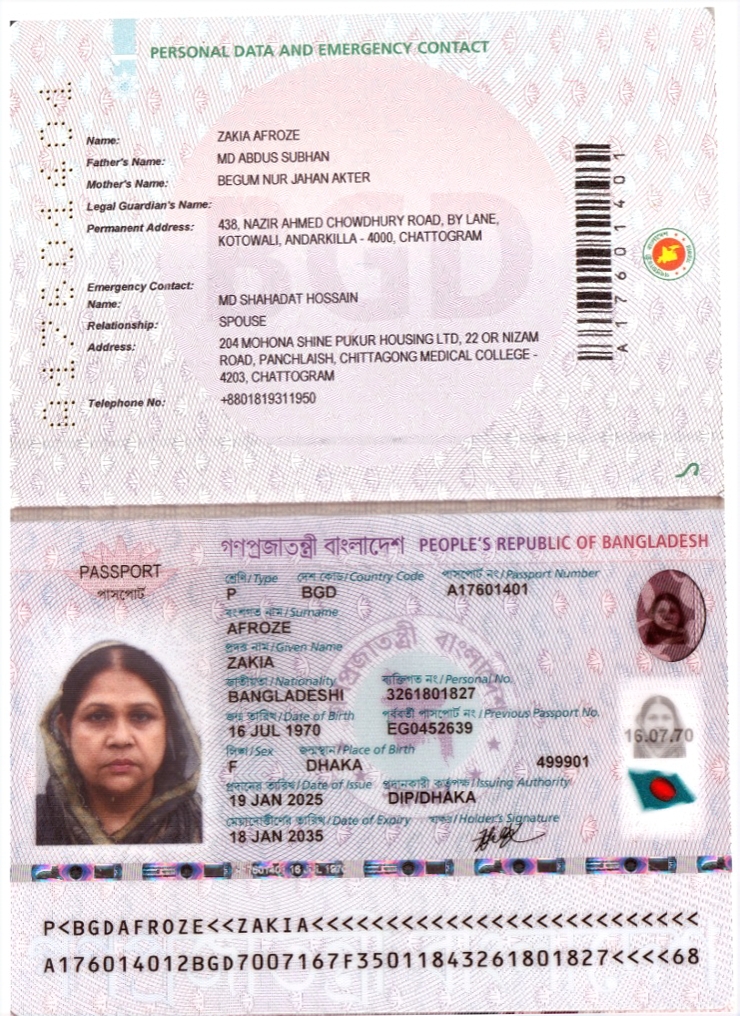 PERSONAL DATA AND EMERGENCY CONTACT
Name: ZAKIA AFROZE
Father's Name: MD ABDUS SUBHAN
Mother's Name: BEGUM NUR JAHAN AKTER
Legal Guardian's Name:
Permanent Address: 438, NAZIR AHMED CHOWDHURY ROAD, BY LANE,
KOTOWALI, ANDARKILLA - 4000, CHATTOGRAM
Emergency Contact:
Name: MD SHAHADAT HOSSAIN
Relationship: SPOUSE
Address: 204 MOHONA SHINE PUKUR HOUSING LTD, 22 OR NIZAM
ROAD, PANCHLAISH, CHITTAGONG MEDICAL COLLEGE -
4203, CHATTOGRAM
Telephone No: +8801819311950
A17601401
A17601401
BGD
গণপ্রজাতন্ত্রী বাংলাদেশ PEOPLE'S REPUBLIC OF BANGLADESH
PASSPORT
পাসপোর্ট
শ্রেণি/Type দেশ কোড/Country Code পাসপোর্ট নং/Passport Number
P BGD A17601401
বংশগত নাম/Surname
AFROZE
প্রদত্ত নাম/Given Name
ZAKIA
জাতীয়তা/Nationality ব্যক্তিগত নং/Personal No.
BANGLADESHI 3261801827
জন্ম তারিখ/Date of Birth পূর্ববর্তী পাসপোর্ট নং/Previous Passport No.
16 JUL 1970 EG0452639
লিঙ্গ/Sex জন্মস্থান/Place of Birth
F DHAKA 499901
প্রদানের তারিখ/Date of Issue প্রদানকারী কর্তৃপক্ষ/Issuing Authority
19 JAN 2025 DIP/DHAKA
মেয়াদোত্তীর্ণের তারিখ/Date of Expiry স্বাক্ষর/Holder's Signature
18 JAN 2035
16.07.70
P<BGDAFROZE<<ZAKIA<<<<<<<<<<<<<<<<<<<<<<<<<<
A176014012BGD7007167F35011843261801827<<<<68